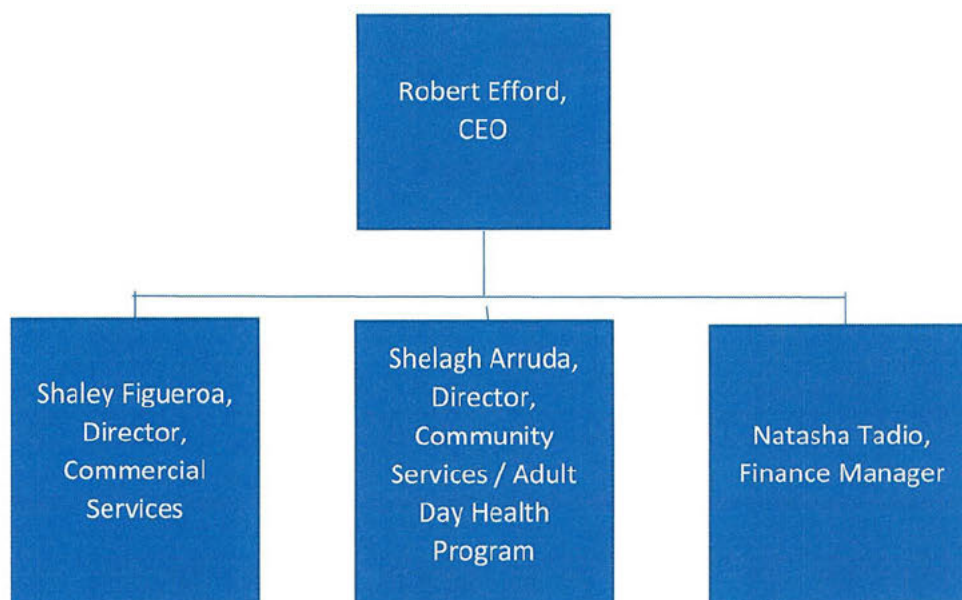 Robert Efford,
CEO
Shaley Figueroa,
Director,
Commercial
Services
Shelagh Arruda,
Director,
Community
Services / Adult
Day Health
Program
Natasha Tadio,
Finance Manager